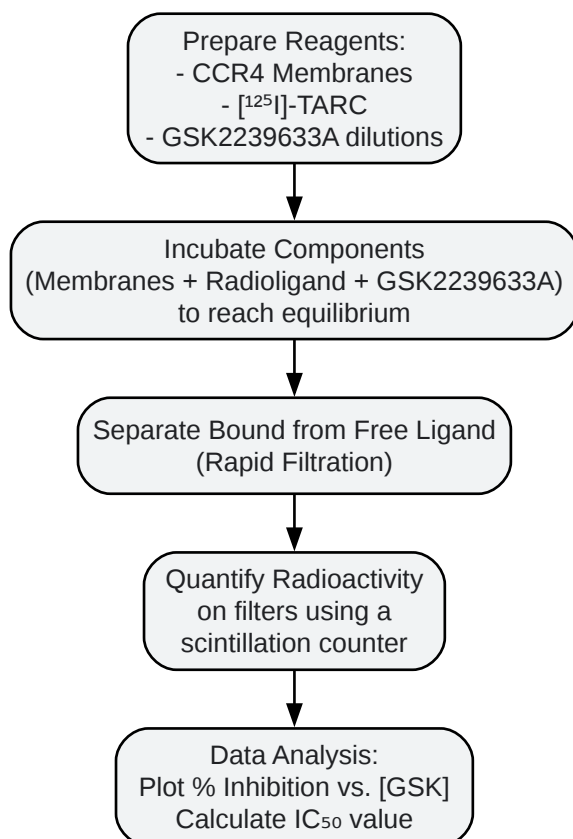 Prepare Reagents:
- CCR4 Membranes
- [¹²⁵I]-TARC
- GSK2239633A dilutions
Incubate Components
(Membranes + Radioligand + GSK2239633A)
to reach equilibrium
Separate Bound from Free Ligand
(Rapid Filtration)
Quantify Radioactivity
on filters using a
scintillation counter
Data Analysis:
Plot % Inhibition vs. [GSK]
Calculate IC₅₀ value